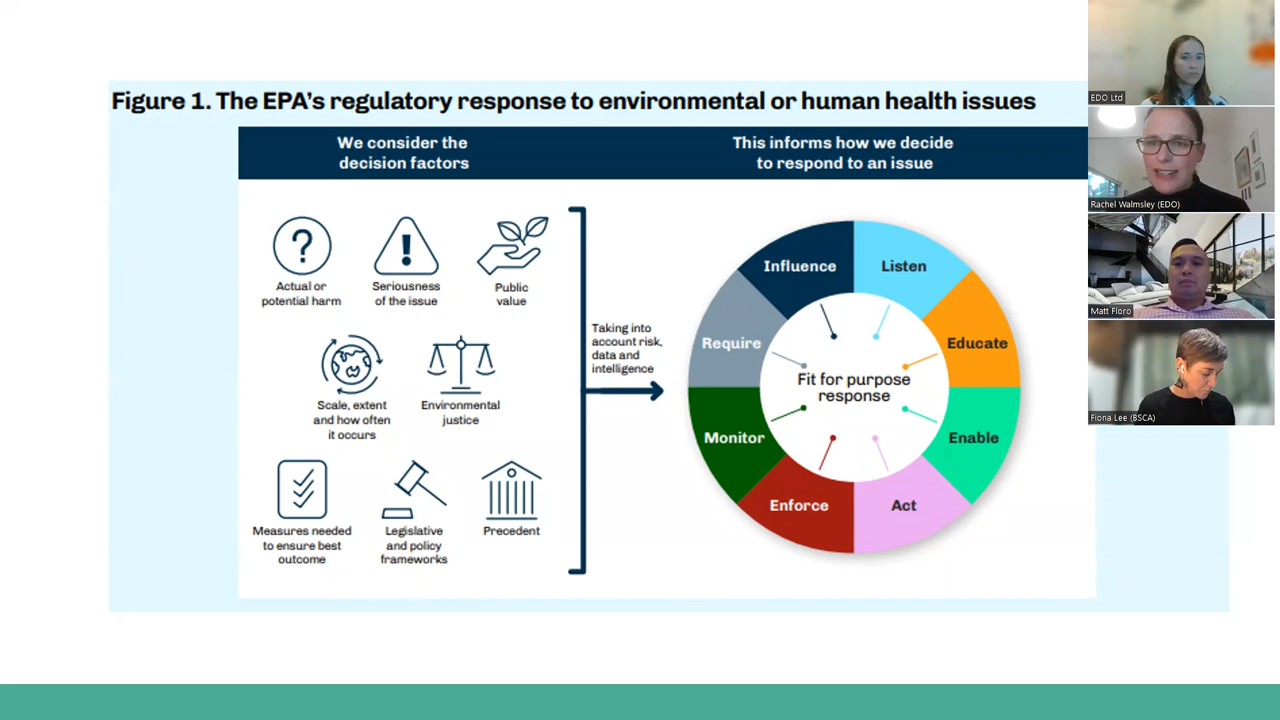 Figure 1. The EPA's regulatory response to environmental or human health issues
We consider the
decision factors
This informs how we decide
to respond to an issue
?
!
Actual or
potential harm
Seriousness
of the issue
Public
value
Scale, extent
and how often
it occurs
Environmental
justice
Measures needed
to ensure best
outcome
Legislative
and policy
frameworks
Precedent
Taking into
account risk,
data and
intelligence
Influence
Listen
Require
Educate
Fit for purpose
response
Monitor
Enable
Enforce
Act
EDO Ltd
Rachel Walmsley (EDO)
Matt Floro
Fiona Lee (BSCA)